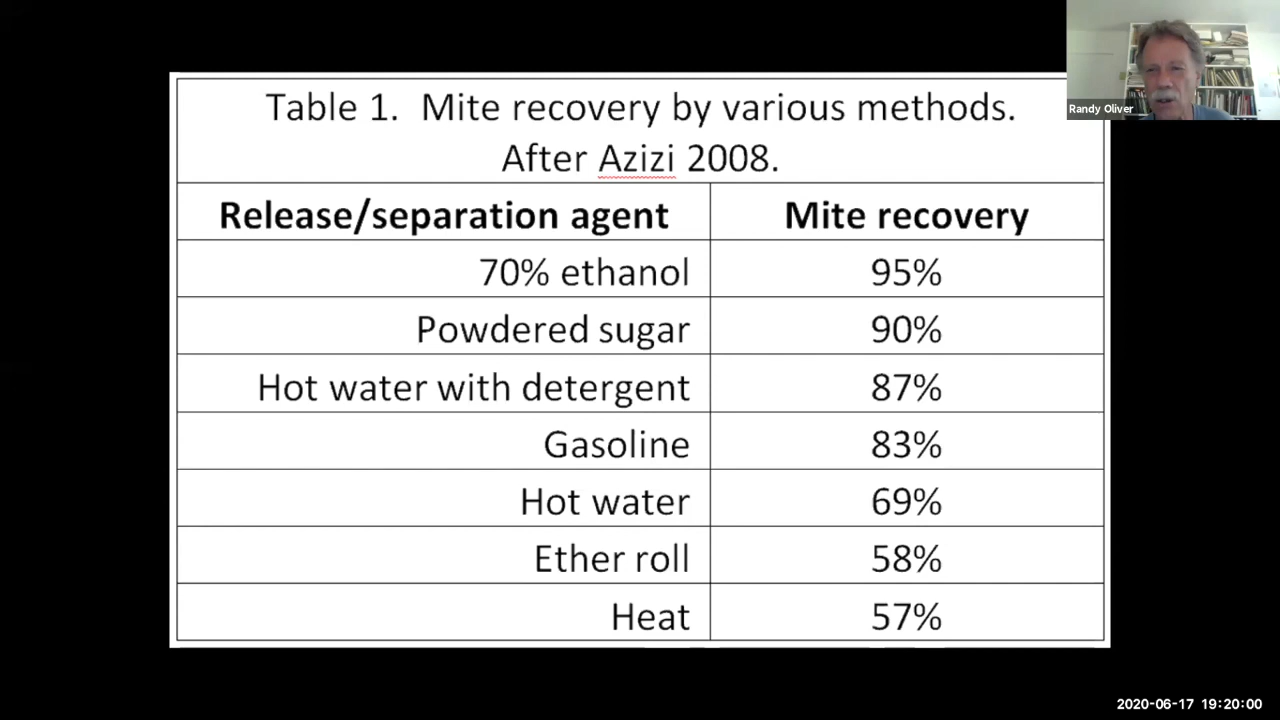 Table 1. Mite recovery by various methods.
After Azizi 2008.
Release/separation agent Mite recovery
70% ethanol 95%
Powdered sugar 90%
Hot water with detergent 87%
Gasoline 83%
Hot water 69%
Ether roll 58%
Heat 57%
Randy Oliver
2020-06-17 19:20:00